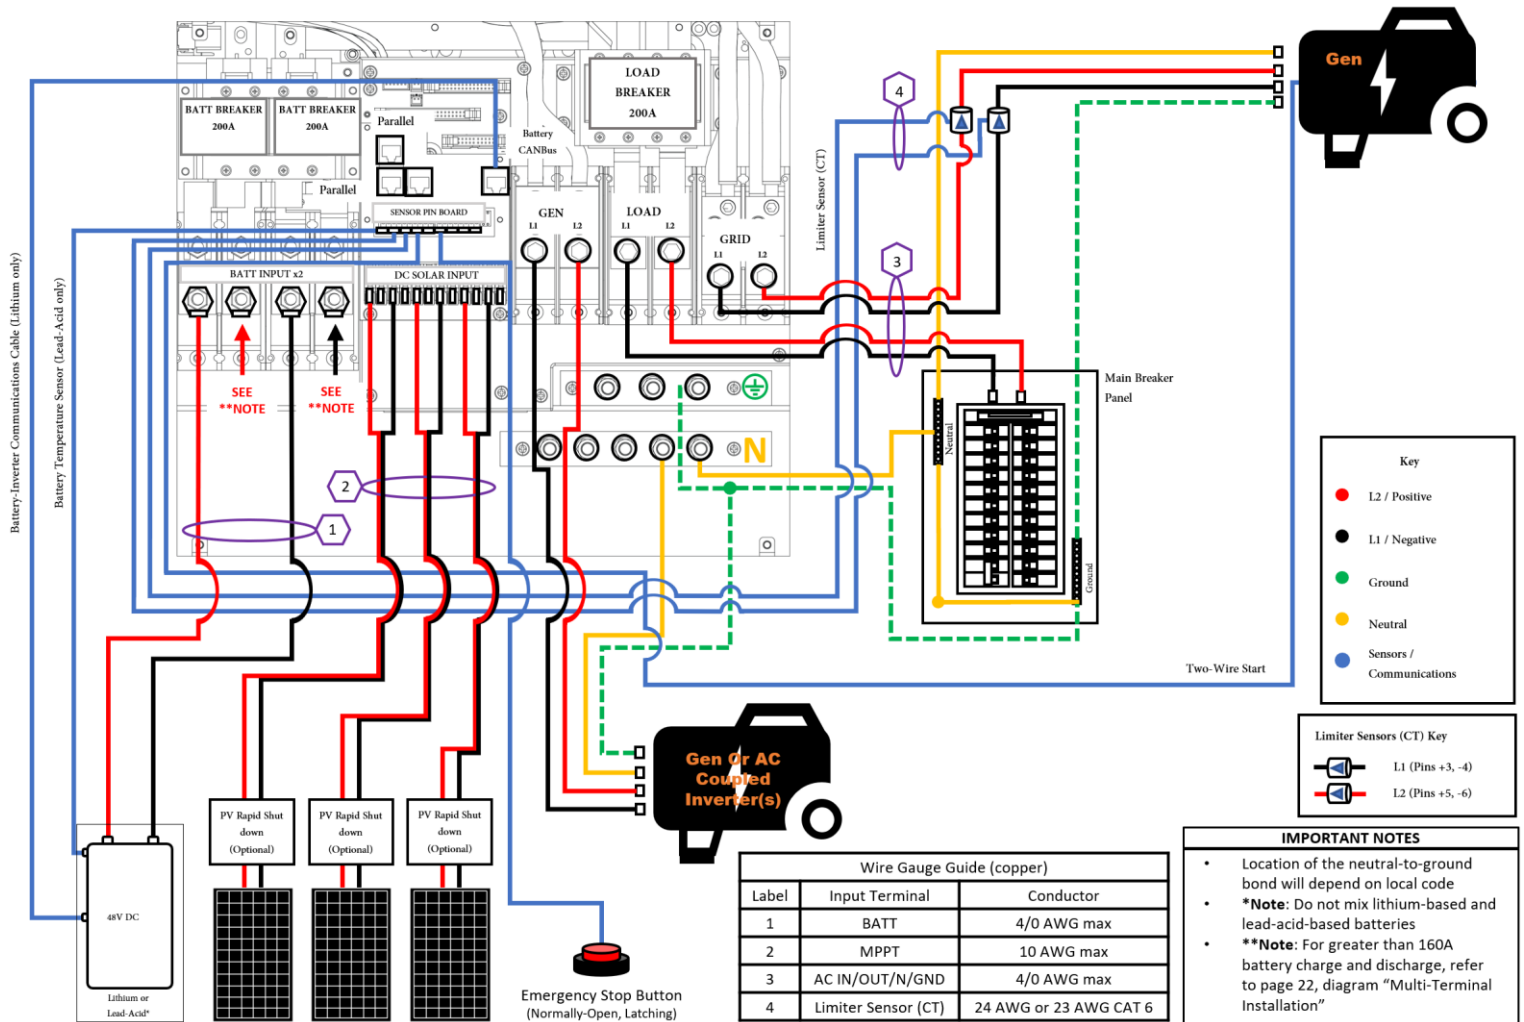 Gen
LOAD
BREAKER
200A
BATT BREAKER
200A
BATT BREAKER
200A
Parallel
Battery
CANBus
Parallel
SENSOR PIN BOARD
GEN
L1
L2
LOAD
L1
L2
GRID
L1
L2
BATT INPUT x2
DC SOLAR INPUT
SEE
**NOTE
SEE
**NOTE
N
Limiter Sensor (CT)
4
3
2
1
Battery-Inverter Communications Cable (Lithium only)
Battery Temperature Sensor (Lead-Acid only)
Main Breaker
Panel
Neutral
Ground
Key
L2 / Positive
L1 / Negative
Ground
Neutral
Sensors /
Communications
Two-Wire Start
Limiter Sensors (CT) Key
L1 (Pins +3, -4)
L2 (Pins +5, -6)
Gen Or AC
Coupled
Inverter(s)
PV Rapid Shut
down
(Optional)
PV Rapid Shut
down
(Optional)
PV Rapid Shut
down
(Optional)
48V DC
Lithium or
Lead-Acid*
Emergency Stop Button
(Normally-Open, Latching)
Wire Gauge Guide (copper)
Label Input Terminal Conductor
1 BATT 4/0 AWG max
2 MPPT 10 AWG max
3 AC IN/OUT/N/GND 4/0 AWG max
4 Limiter Sensor (CT) 24 AWG or 23 AWG CAT 6
IMPORTANT NOTES
• Location of the neutral-to-ground
bond will depend on local code
• *Note: Do not mix lithium-based and
lead-acid-based batteries
• **Note: For greater than 160A
battery charge and discharge, refer
to page 22, diagram “Multi-Terminal
Installation”